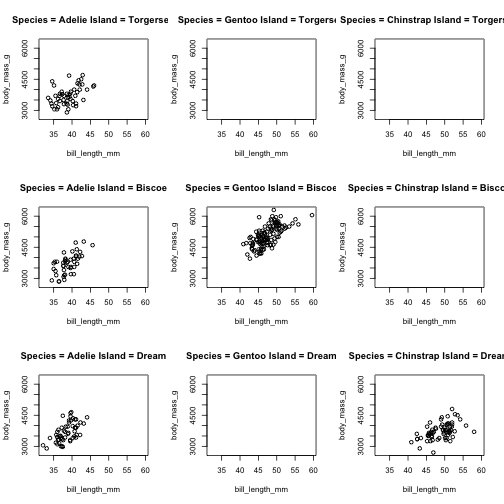 Species = Adelie Island = Torgerse
body_mass_g
3000 4500 6000
35 40 45 50 55 60
bill_length_mm
Species = Gentoo Island = Torgerse
body_mass_g
3000 4500 6000
35 40 45 50 55 60
bill_length_mm
Species = Chinstrap Island = Torger
body_mass_g
3000 4500 6000
35 40 45 50 55 60
bill_length_mm
Species = Adelie Island = Biscoe
body_mass_g
3000 4500 6000
35 40 45 50 55 60
bill_length_mm
Species = Gentoo Island = Biscoe
body_mass_g
3000 4500 6000
35 40 45 50 55 60
bill_length_mm
Species = Chinstrap Island = Bisco
body_mass_g
3000 4500 6000
35 40 45 50 55 60
bill_length_mm
Species = Adelie Island = Dream
body_mass_g
3000 4500 6000
35 40 45 50 55 60
bill_length_mm
Species = Gentoo Island = Dream
body_mass_g
3000 4500 6000
35 40 45 50 55 60
bill_length_mm
Species = Chinstrap Island = Drear
body_mass_g
3000 4500 6000
35 40 45 50 55 60
bill_length_mm